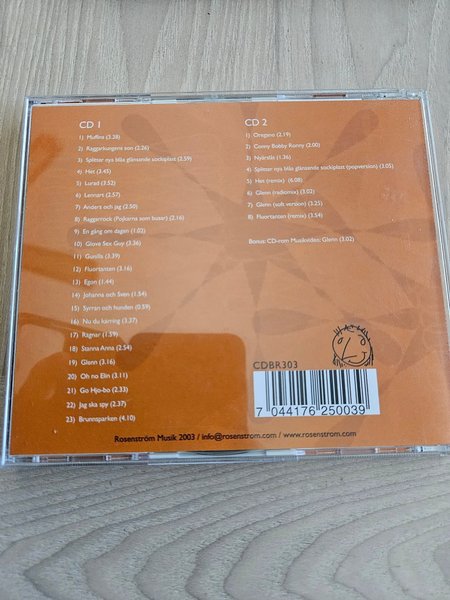 CD 1
1) Muffins (3.38)
2) Raggarkungens son (2.26)
3) Splitter nya blåa glänsande sockiplast (2.59)
4) Het (3.45)
5) Lurad (3.52)
6) Lennart (2.57)
7) Anders och jag (2.50)
8) Raggarrock (Pojkarna som busar) (2.16)
9) En gång om dagen (1.02)
10) Glove Sex Guy (3.36)
11) Gunilla (3.39)
12) Fluortanten (3.16)
13) Egon (1.44)
14) Johanna och Sven (1.54)
15) Syrran och hunden (0.59)
16) Nu du käring (3.37)
17) Ragnar (1.59)
18) Stanna Anna (2.54)
19) Glenn (3.16)
20) Oh no Elin (3.11)
21) Go Hjo-bo (2.33)
22) Jag ska spy (2.37)
23) Brunnsparken (4.10)
CD 2
1) Oregano (2.19)
2) Conny Bobby Ronny (2.00)
3) Nyårslåt (1.36)
4) Splitter nya blåa glänsande sockiplast (popversion) (3.05)
5) Het (remix) (6.08)
6) Glenn (radiomix) (3.02)
7) Glenn (soft version) (3.25)
8) Fluortanten (remix) (3.54)
Bonus: CD-rom Musikvideo; Glenn (3.02)
CDBR303
7 044176 250039
Rosenström Musik 2003 / info@rosenstrom.com / www.rosenstrom.com